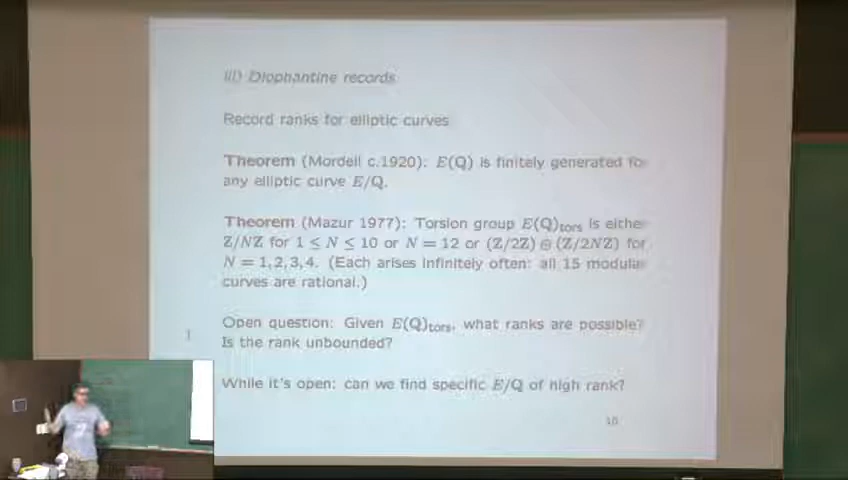 iii) Diophantine records
Record ranks for elliptic curves
Theorem (Mordell c.1920): E(Q) is finitely generated for
any elliptic curve E/Q.
Theorem (Mazur 1977): Torsion group E(Q)tors is either
Z/NZ for 1 ≤ N ≤ 10 or N = 12 or (Z/2Z) ⊕ (Z/2NZ) for
N = 1, 2, 3, 4. (Each arises infinitely often: all 15 modular
curves are rational.)
Open question: Given E(Q)tors, what ranks are possible?
Is the rank unbounded?
While it's open: can we find specific E/Q of high rank?